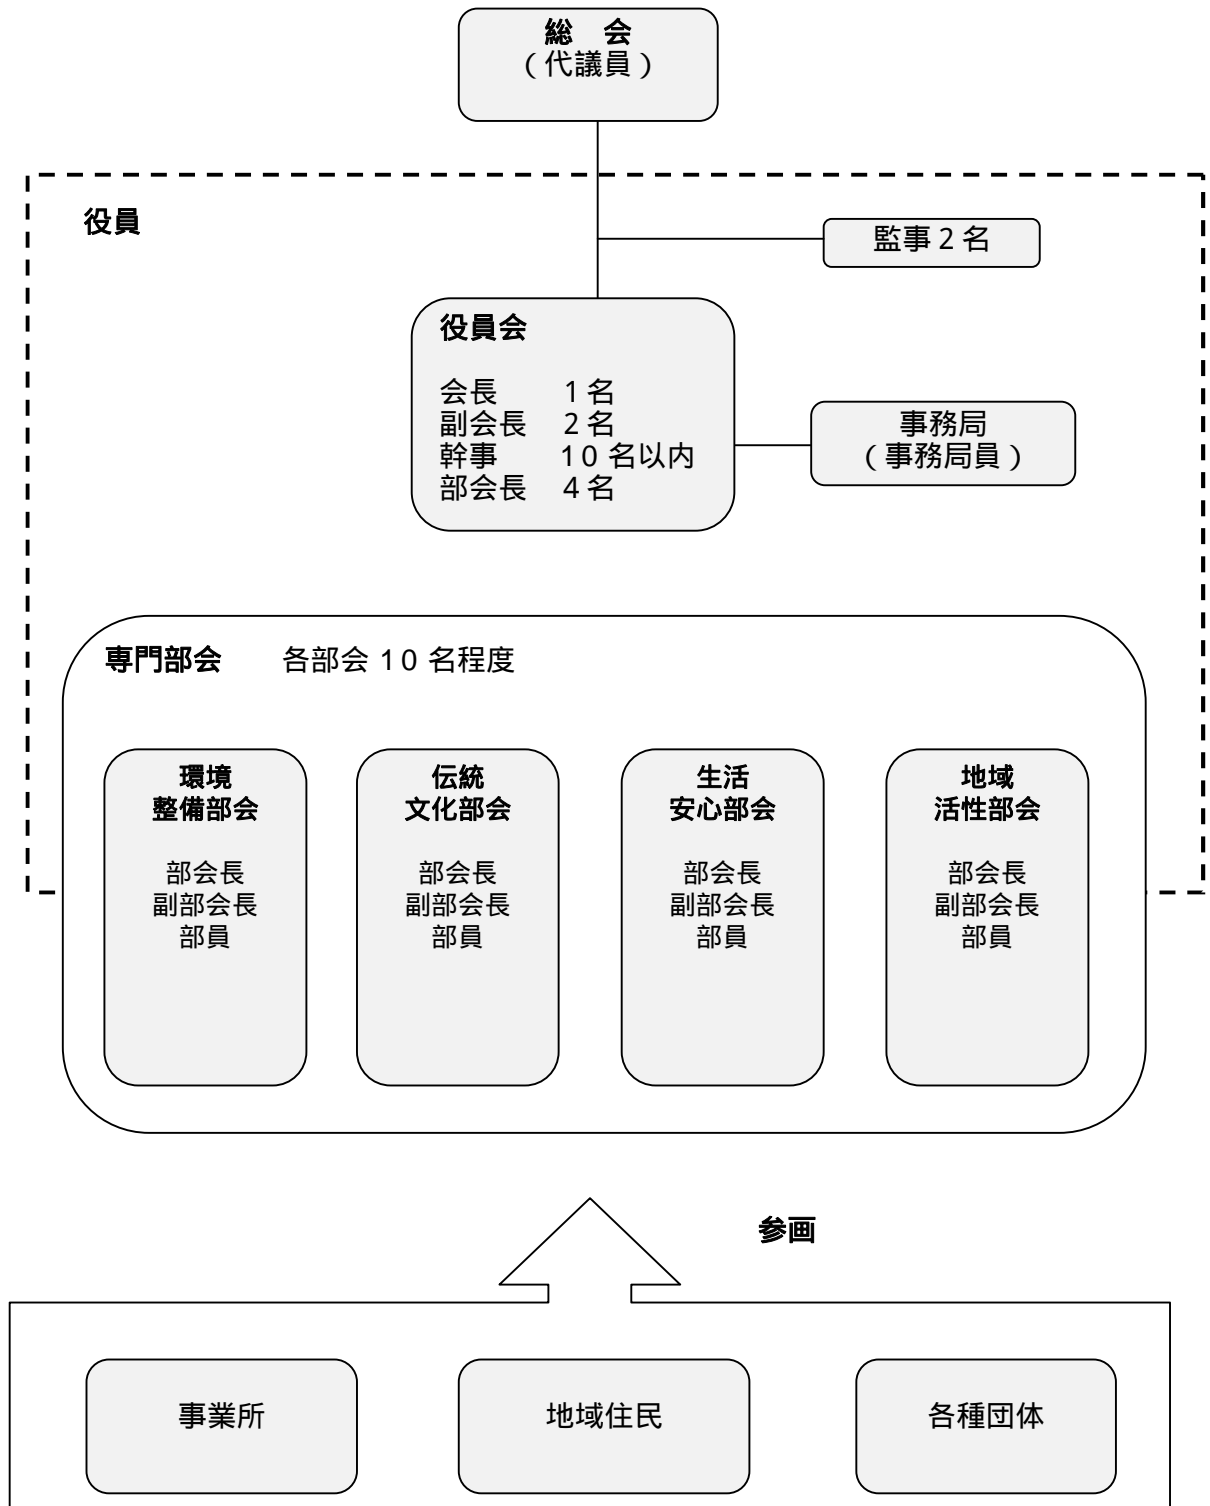 総　会
（代議員）
役員
監事２名
役員会
会長　　１名
副会長　２名
幹事　　１０名以内
部会長　４名
事務局
（事務局員）
専門部会　　各部会１０名程度
環境
整備部会
部会長
副部会長
部員
伝統
文化部会
部会長
副部会長
部員
生活
安心部会
部会長
副部会長
部員
地域
活性部会
部会長
副部会長
部員
参画
事業所
地域住民
各種団体